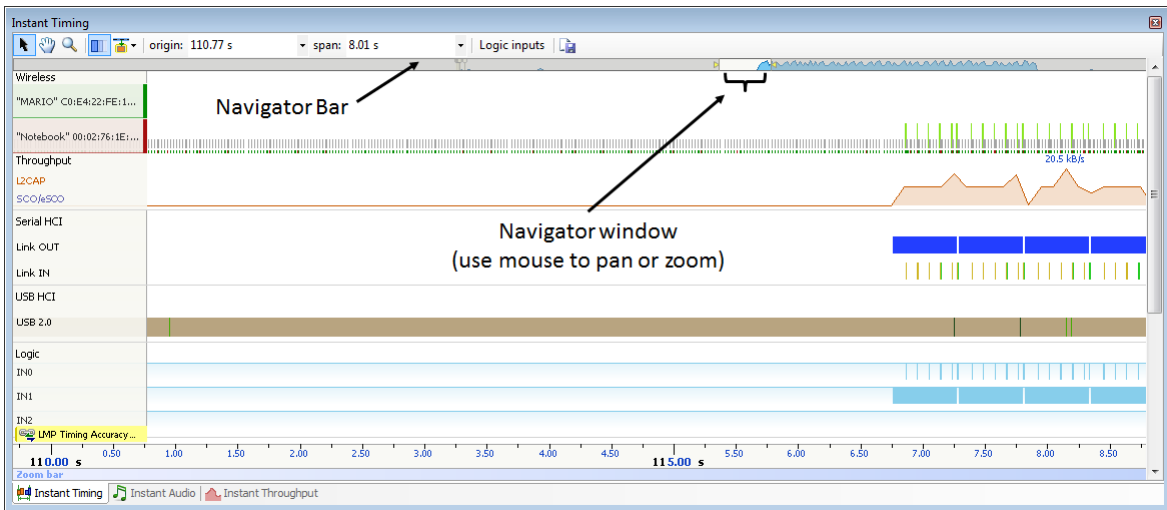 Instant Timing
origin: 110.77 s span: 8.01 s Logic inputs
Navigator Bar
Wireless
"MARIO" C0:E4:22:FE:1...
"Notebook" 00:02:76:1E:...
Throughput
20.5 kB/s
L2CAP
SCO/eSCO
Serial HCI
Navigator window
(use mouse to pan or zoom)
Link OUT
Link IN
USB HCI
USB 2.0
Logic
IN0
IN1
IN2
LMP Timing Accuracy...
110.00 s 0.50 1.00 1.50 2.00 2.50 3.00 3.50 4.00 4.50 115.00 s 5.50 6.00 6.50 7.00 7.50 8.00 8.50
Zoom bar
Instant Timing Instant Audio Instant Throughput